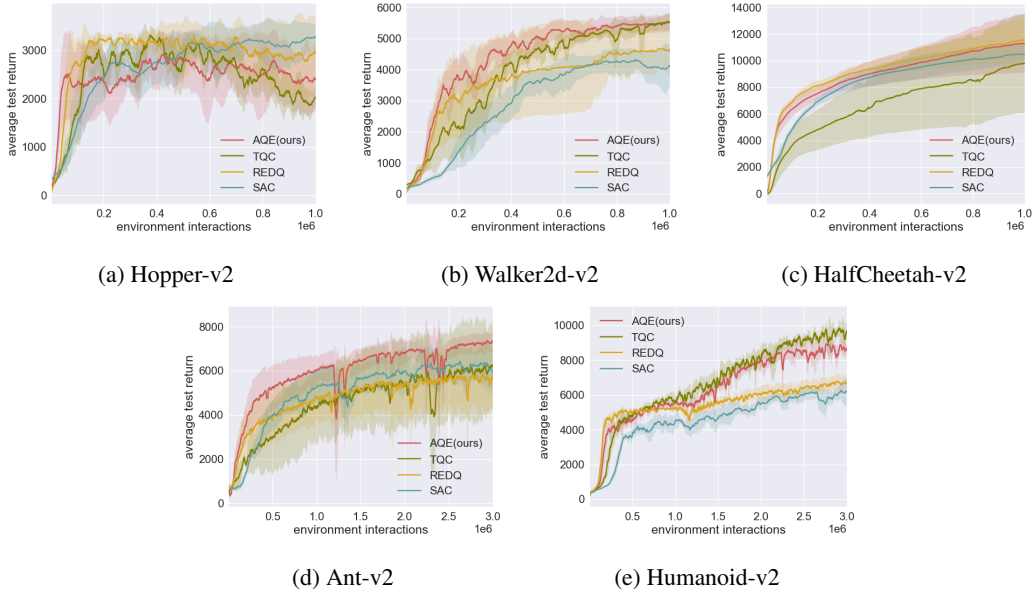 3000
2000
1000
0
average test return
AQE(ours)
TQC
REDQ
SAC
0.2 0.4 0.6 0.8 1.0
1e6
environment interactions
(a) Hopper-v2
6000
5000
4000
3000
2000
1000
0
average test return
AQE(ours)
TQC
REDQ
SAC
0.2 0.4 0.6 0.8 1.0
1e6
environment interactions
(b) Walker2d-v2
14000
12000
10000
8000
6000
4000
2000
0
average test return
AQE(ours)
TQC
REDQ
SAC
0.2 0.4 0.6 0.8 1.0
1e6
environment interactions
(c) HalfCheetah-v2
8000
6000
4000
2000
0
average test return
AQE(ours)
TQC
REDQ
SAC
0.5 1.0 1.5 2.0 2.5 3.0
1e6
environment interactions
(d) Ant-v2
10000
8000
6000
4000
2000
0
average test return
AQE(ours)
TQC
REDQ
SAC
0.5 1.0 1.5 2.0 2.5 3.0
1e6
environment interactions
(e) Humanoid-v2